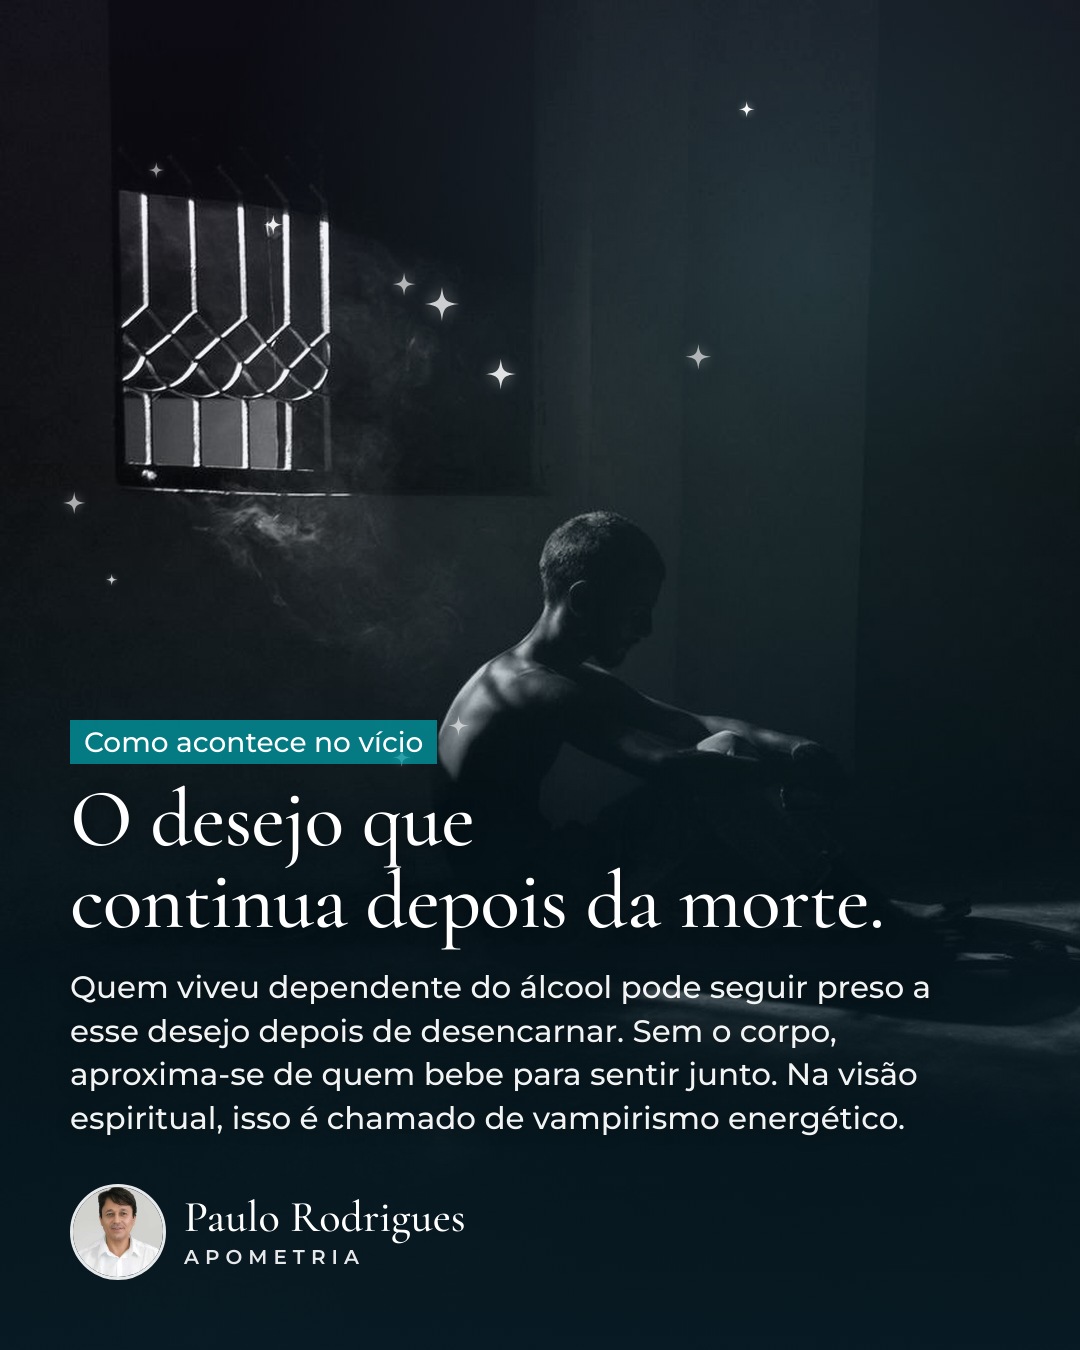 Como acontece no vício
O desejo que
continua depois da morte.
Quem viveu dependente do álcool pode seguir preso a
esse desejo depois de desencarnar. Sem o corpo,
aproxima-se de quem bebe para sentir junto. Na visão
espiritual, isso é chamado de vampirismo energético.
Paulo Rodrigues
APOMETRIA